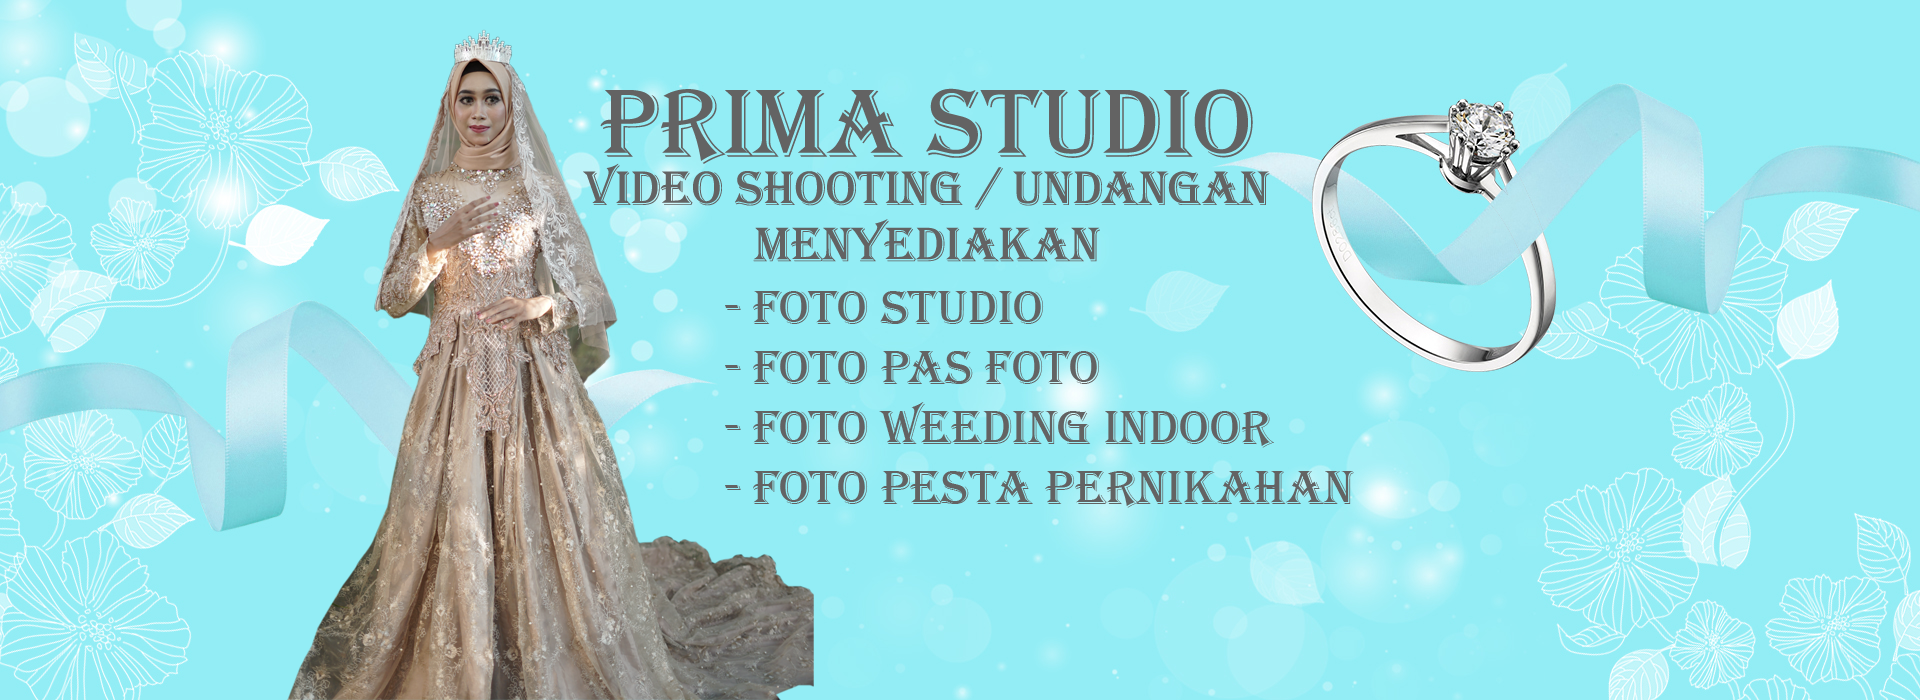 PRIMA STUDIO
VIDEO SHOOTING / UNDANGAN
MENYEDIAKAN
- FOTO STUDIO
- FOTO PAS FOTO
- FOTO WEEDING INDOOR
- FOTO PESTA PERNIKAHAN